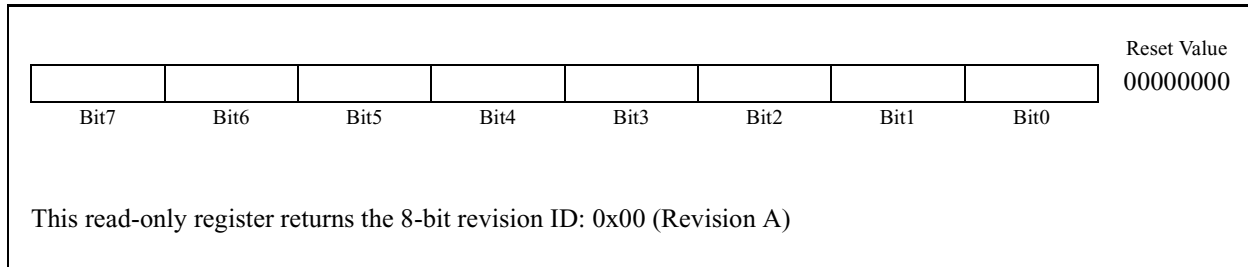 Reset Value
00000000
Bit7 Bit6 Bit5 Bit4 Bit3 Bit2 Bit1 Bit0
This read-only register returns the 8-bit revision ID: 0x00 (Revision A)